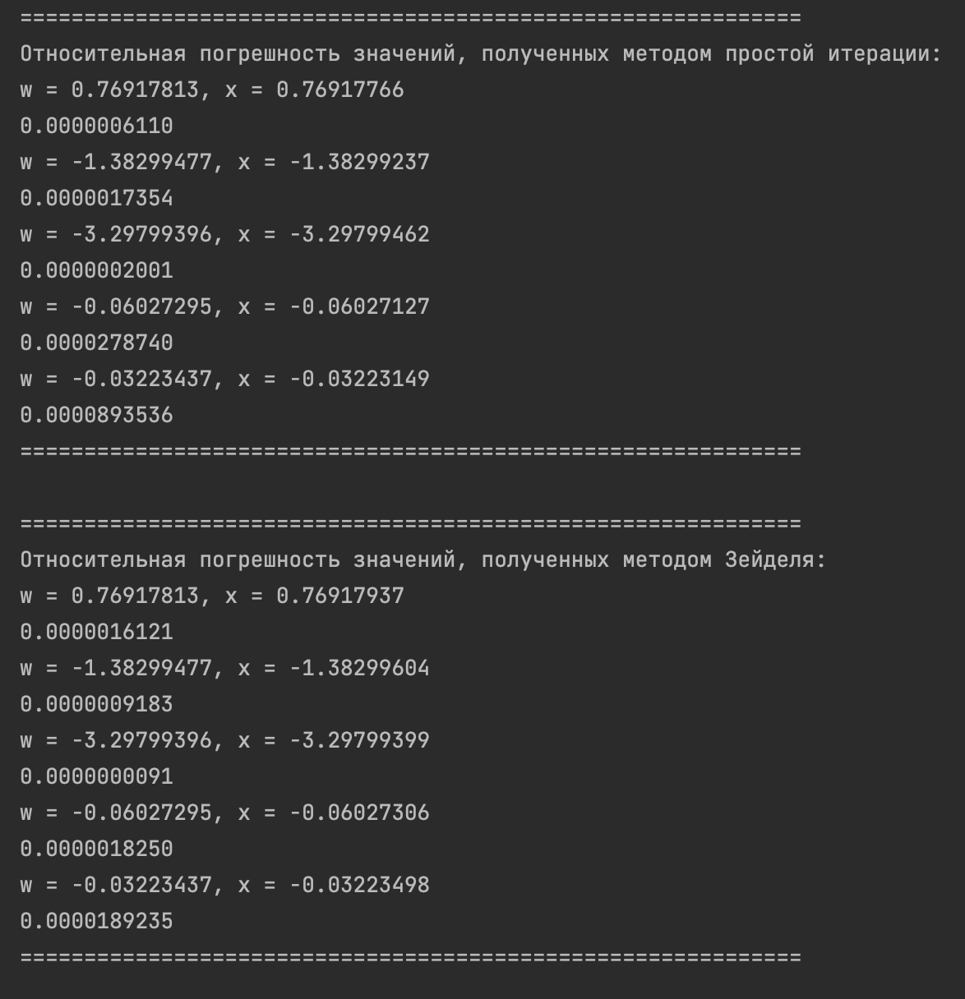 =============================================================
Относительная погрешность значений, полученных методом простой итерации:
w = 0.76917813, x = 0.76917766
0.0000006110
w = -1.38299477, x = -1.38299237
0.0000017354
w = -3.29799396, x = -3.29799462
0.0000002001
w = -0.06027295, x = -0.06027127
0.0000278740
w = -0.03223437, x = -0.03223149
0.0000893536
=============================================================
=============================================================
Относительная погрешность значений, полученных методом Зейделя:
w = 0.76917813, x = 0.76917937
0.0000016121
w = -1.38299477, x = -1.38299604
0.0000009183
w = -3.29799396, x = -3.29799399
0.0000000091
w = -0.06027295, x = -0.06027306
0.0000018250
w = -0.03223437, x = -0.03223498
0.0000189235
=============================================================